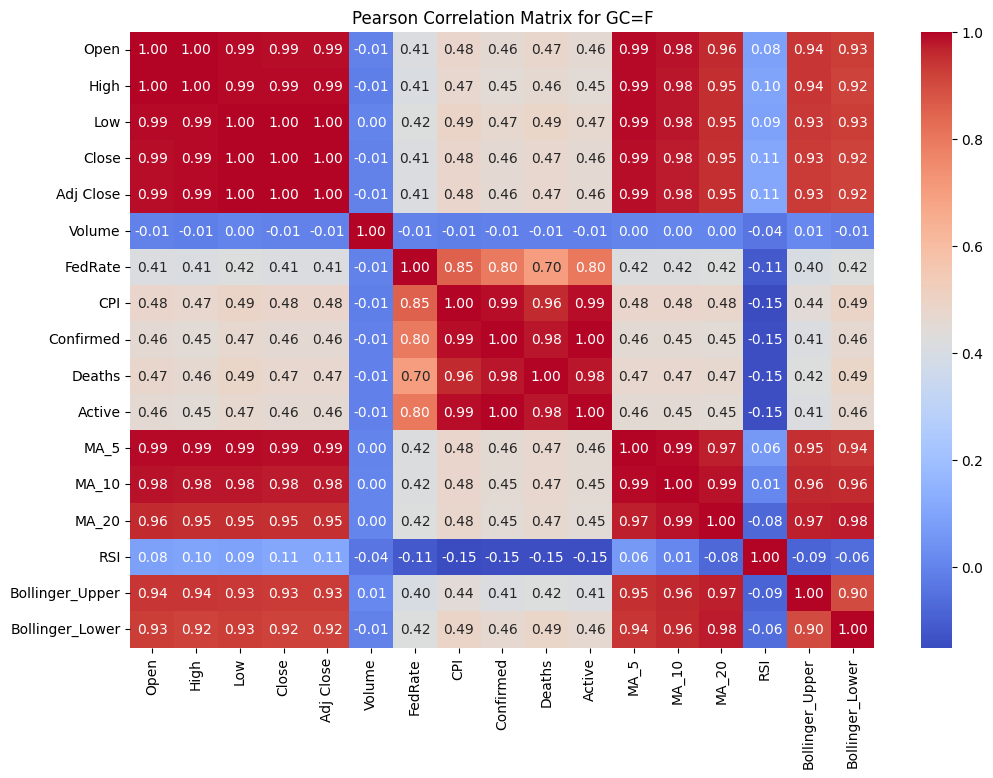 Pearson Correlation Matrix for GC=F
Open 1.00 1.00 0.99 0.99 0.99 -0.01 0.41 0.48 0.46 0.47 0.46 0.99 0.98 0.96 0.08 0.94 0.93
High 1.00 1.00 0.99 0.99 0.99 -0.01 0.41 0.47 0.45 0.46 0.45 0.99 0.98 0.95 0.10 0.94 0.92
Low 0.99 0.99 1.00 1.00 1.00 0.00 0.42 0.49 0.47 0.49 0.47 0.99 0.98 0.95 0.09 0.93 0.93
Close 0.99 0.99 1.00 1.00 1.00 -0.01 0.41 0.48 0.46 0.47 0.46 0.99 0.98 0.95 0.11 0.93 0.92
Adj Close 0.99 0.99 1.00 1.00 1.00 -0.01 0.41 0.48 0.46 0.47 0.46 0.99 0.98 0.95 0.11 0.93 0.92
Volume -0.01 -0.01 0.00 -0.01 -0.01 1.00 -0.01 -0.01 -0.01 -0.01 -0.01 0.00 0.00 0.00 -0.04 0.01 -0.01
FedRate 0.41 0.41 0.42 0.41 0.41 -0.01 1.00 0.85 0.80 0.70 0.80 0.42 0.42 0.42 -0.11 0.40 0.42
CPI 0.48 0.47 0.49 0.48 0.48 -0.01 0.85 1.00 0.99 0.96 0.99 0.48 0.48 0.48 -0.15 0.44 0.49
Confirmed 0.46 0.45 0.47 0.46 0.46 -0.01 0.80 0.99 1.00 0.98 1.00 0.46 0.45 0.45 -0.15 0.41 0.46
Deaths 0.47 0.46 0.49 0.47 0.47 -0.01 0.70 0.96 0.98 1.00 0.98 0.47 0.47 0.47 -0.15 0.42 0.49
Active 0.46 0.45 0.47 0.46 0.46 -0.01 0.80 0.99 1.00 0.98 1.00 0.46 0.45 0.45 -0.15 0.41 0.46
MA_5 0.99 0.99 0.99 0.99 0.99 0.00 0.42 0.48 0.46 0.47 0.46 1.00 0.99 0.97 0.06 0.95 0.94
MA_10 0.98 0.98 0.98 0.98 0.98 0.00 0.42 0.48 0.45 0.47 0.45 0.99 1.00 0.99 0.01 0.96 0.96
MA_20 0.96 0.95 0.95 0.95 0.95 0.00 0.42 0.48 0.45 0.47 0.45 0.97 0.99 1.00 -0.08 0.97 0.98
RSI 0.08 0.10 0.09 0.11 0.11 -0.04 -0.11 -0.15 -0.15 -0.15 -0.15 0.06 0.01 -0.08 1.00 -0.09 -0.06
Bollinger_Upper 0.94 0.94 0.93 0.93 0.93 0.01 0.40 0.44 0.41 0.42 0.41 0.95 0.96 0.97 -0.09 1.00 0.90
Bollinger_Lower 0.93 0.92 0.93 0.92 0.92 -0.01 0.42 0.49 0.46 0.49 0.46 0.94 0.96 0.98 -0.06 0.90 1.00
Open High Low Close Adj Close Volume FedRate CPI Confirmed Deaths Active MA_5 MA_10 MA_20 RSI Bollinger_Upper Bollinger_Lower
1.0
0.8
0.6
0.4
0.2
0.0